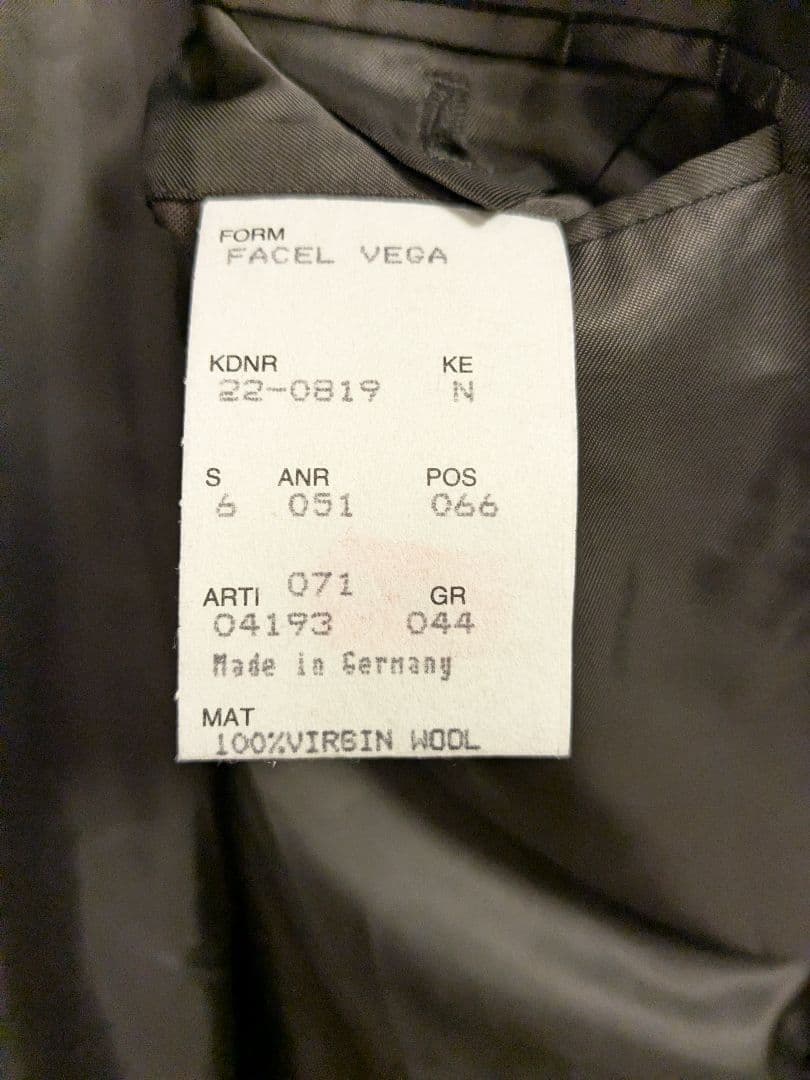 FORM
FACEL VEGA
KDNR KE
22-0819 N
S ANR POS
6 051 066
071
ARTI GR
04193 044
Made in Germany
MAT
100%VIRGIN WOOL